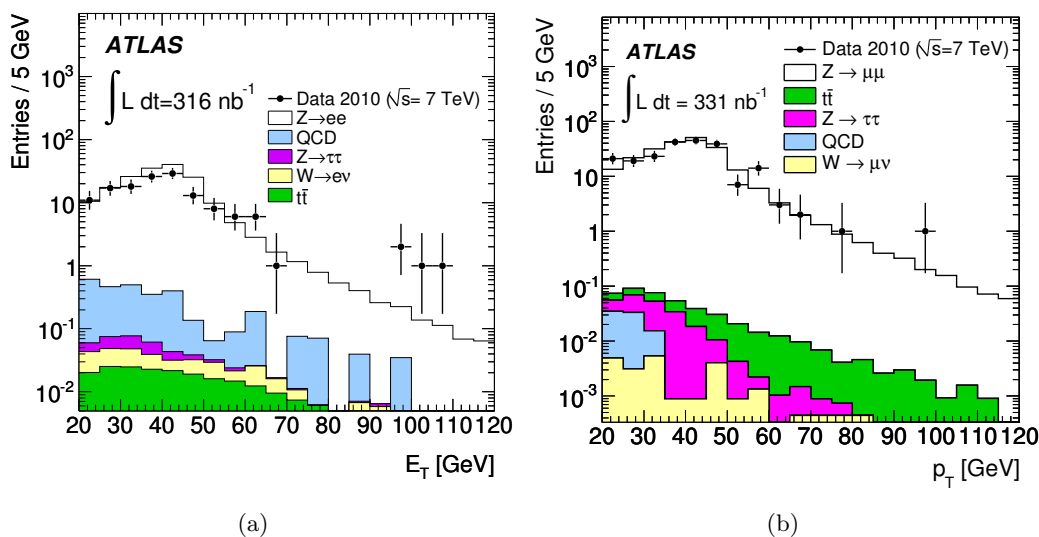 ATLAS
∫ L dt=316 nb⁻¹
Data 2010 (√s= 7 TeV)
Z→ee
QCD
Z→ττ
W→eν
tt̄
Entries / 5 GeV
10³
10²
10
1
10⁻¹
10⁻²
20 30 40 50 60 70 80 90 100 110 120
E_T [GeV]
(a)
ATLAS
∫ L dt = 331 nb⁻¹
Data 2010 (√s=7 TeV)
Z → μμ
tt̄
Z → ττ
QCD
W → μν
Entries / 5 GeV
10³
10²
10
1
10⁻¹
10⁻²
10⁻³
20 30 40 50 60 70 80 90 100 110 120
p_T [GeV]
(b)